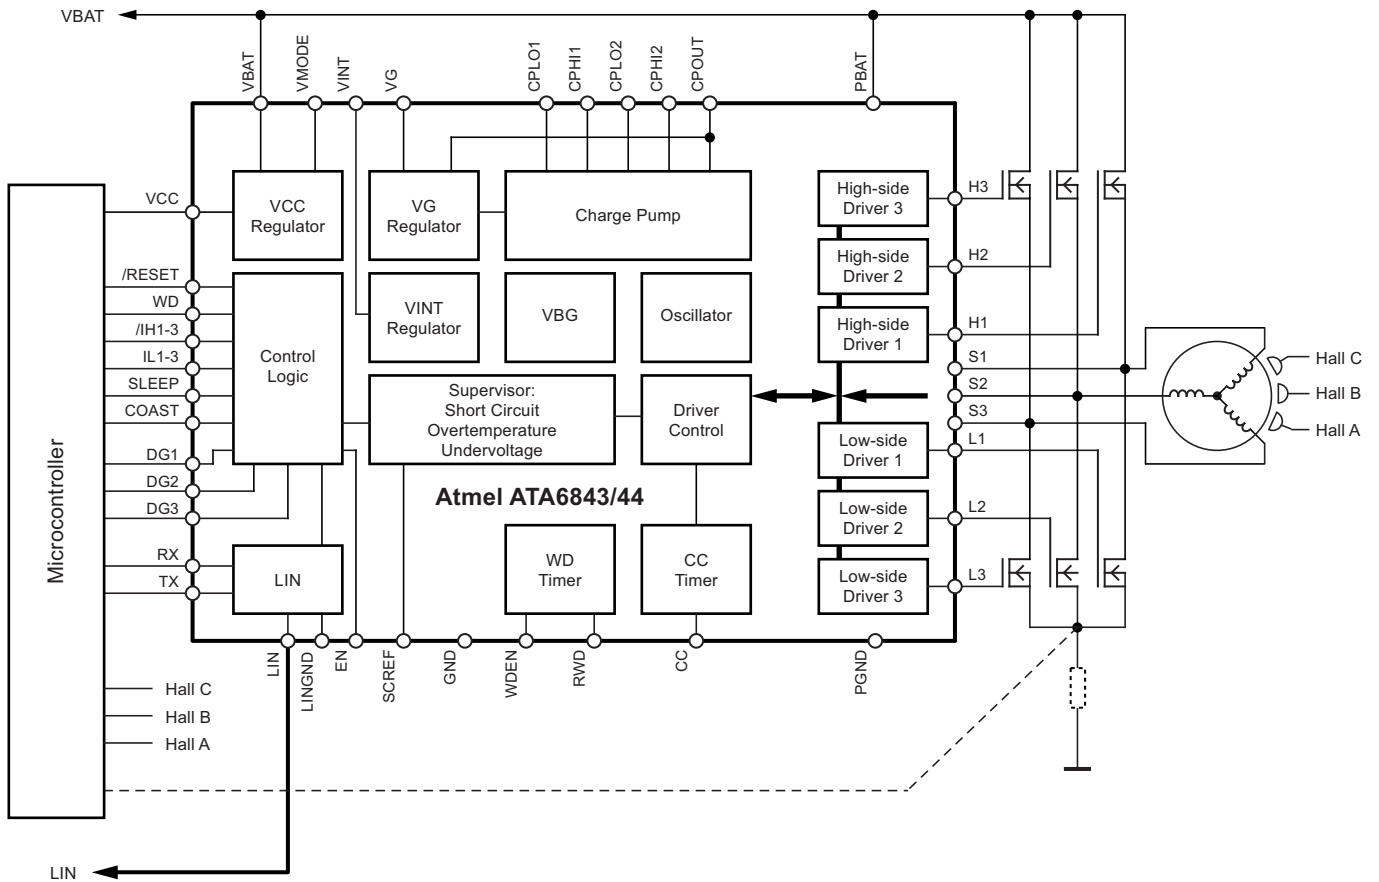 VBAT
VBAT
VMODE
VINT
VG
CPLO1
CPHI1
CPLO2
CPHI2
CPOUT
PBAT
VCC
VCC
Regulator
VG
Regulator
Charge Pump
High-side
Driver 3
H3
High-side
Driver 2
H2
/RESET
WD
/IH1-3
IL1-3
SLEEP
COAST
DG1
DG2
DG3
Control
Logic
VINT
Regulator
VBG
Oscillator
High-side
Driver 1
H1
S1
S2
S3
Hall C
Hall B
Hall A
Supervisor:
Short Circuit
Overtemperature
Undervoltage
Driver
Control
Low-side
Driver 1
L1
Atmel ATA6843/44
Low-side
Driver 2
L2
Microcontroller
RX
TX
LIN
WD
Timer
CC
Timer
Low-side
Driver 3
L3
LIN
LINGND
EN
SCREF
GND
WDEN
RWD
CC
PGND
Hall C
Hall B
Hall A
LIN